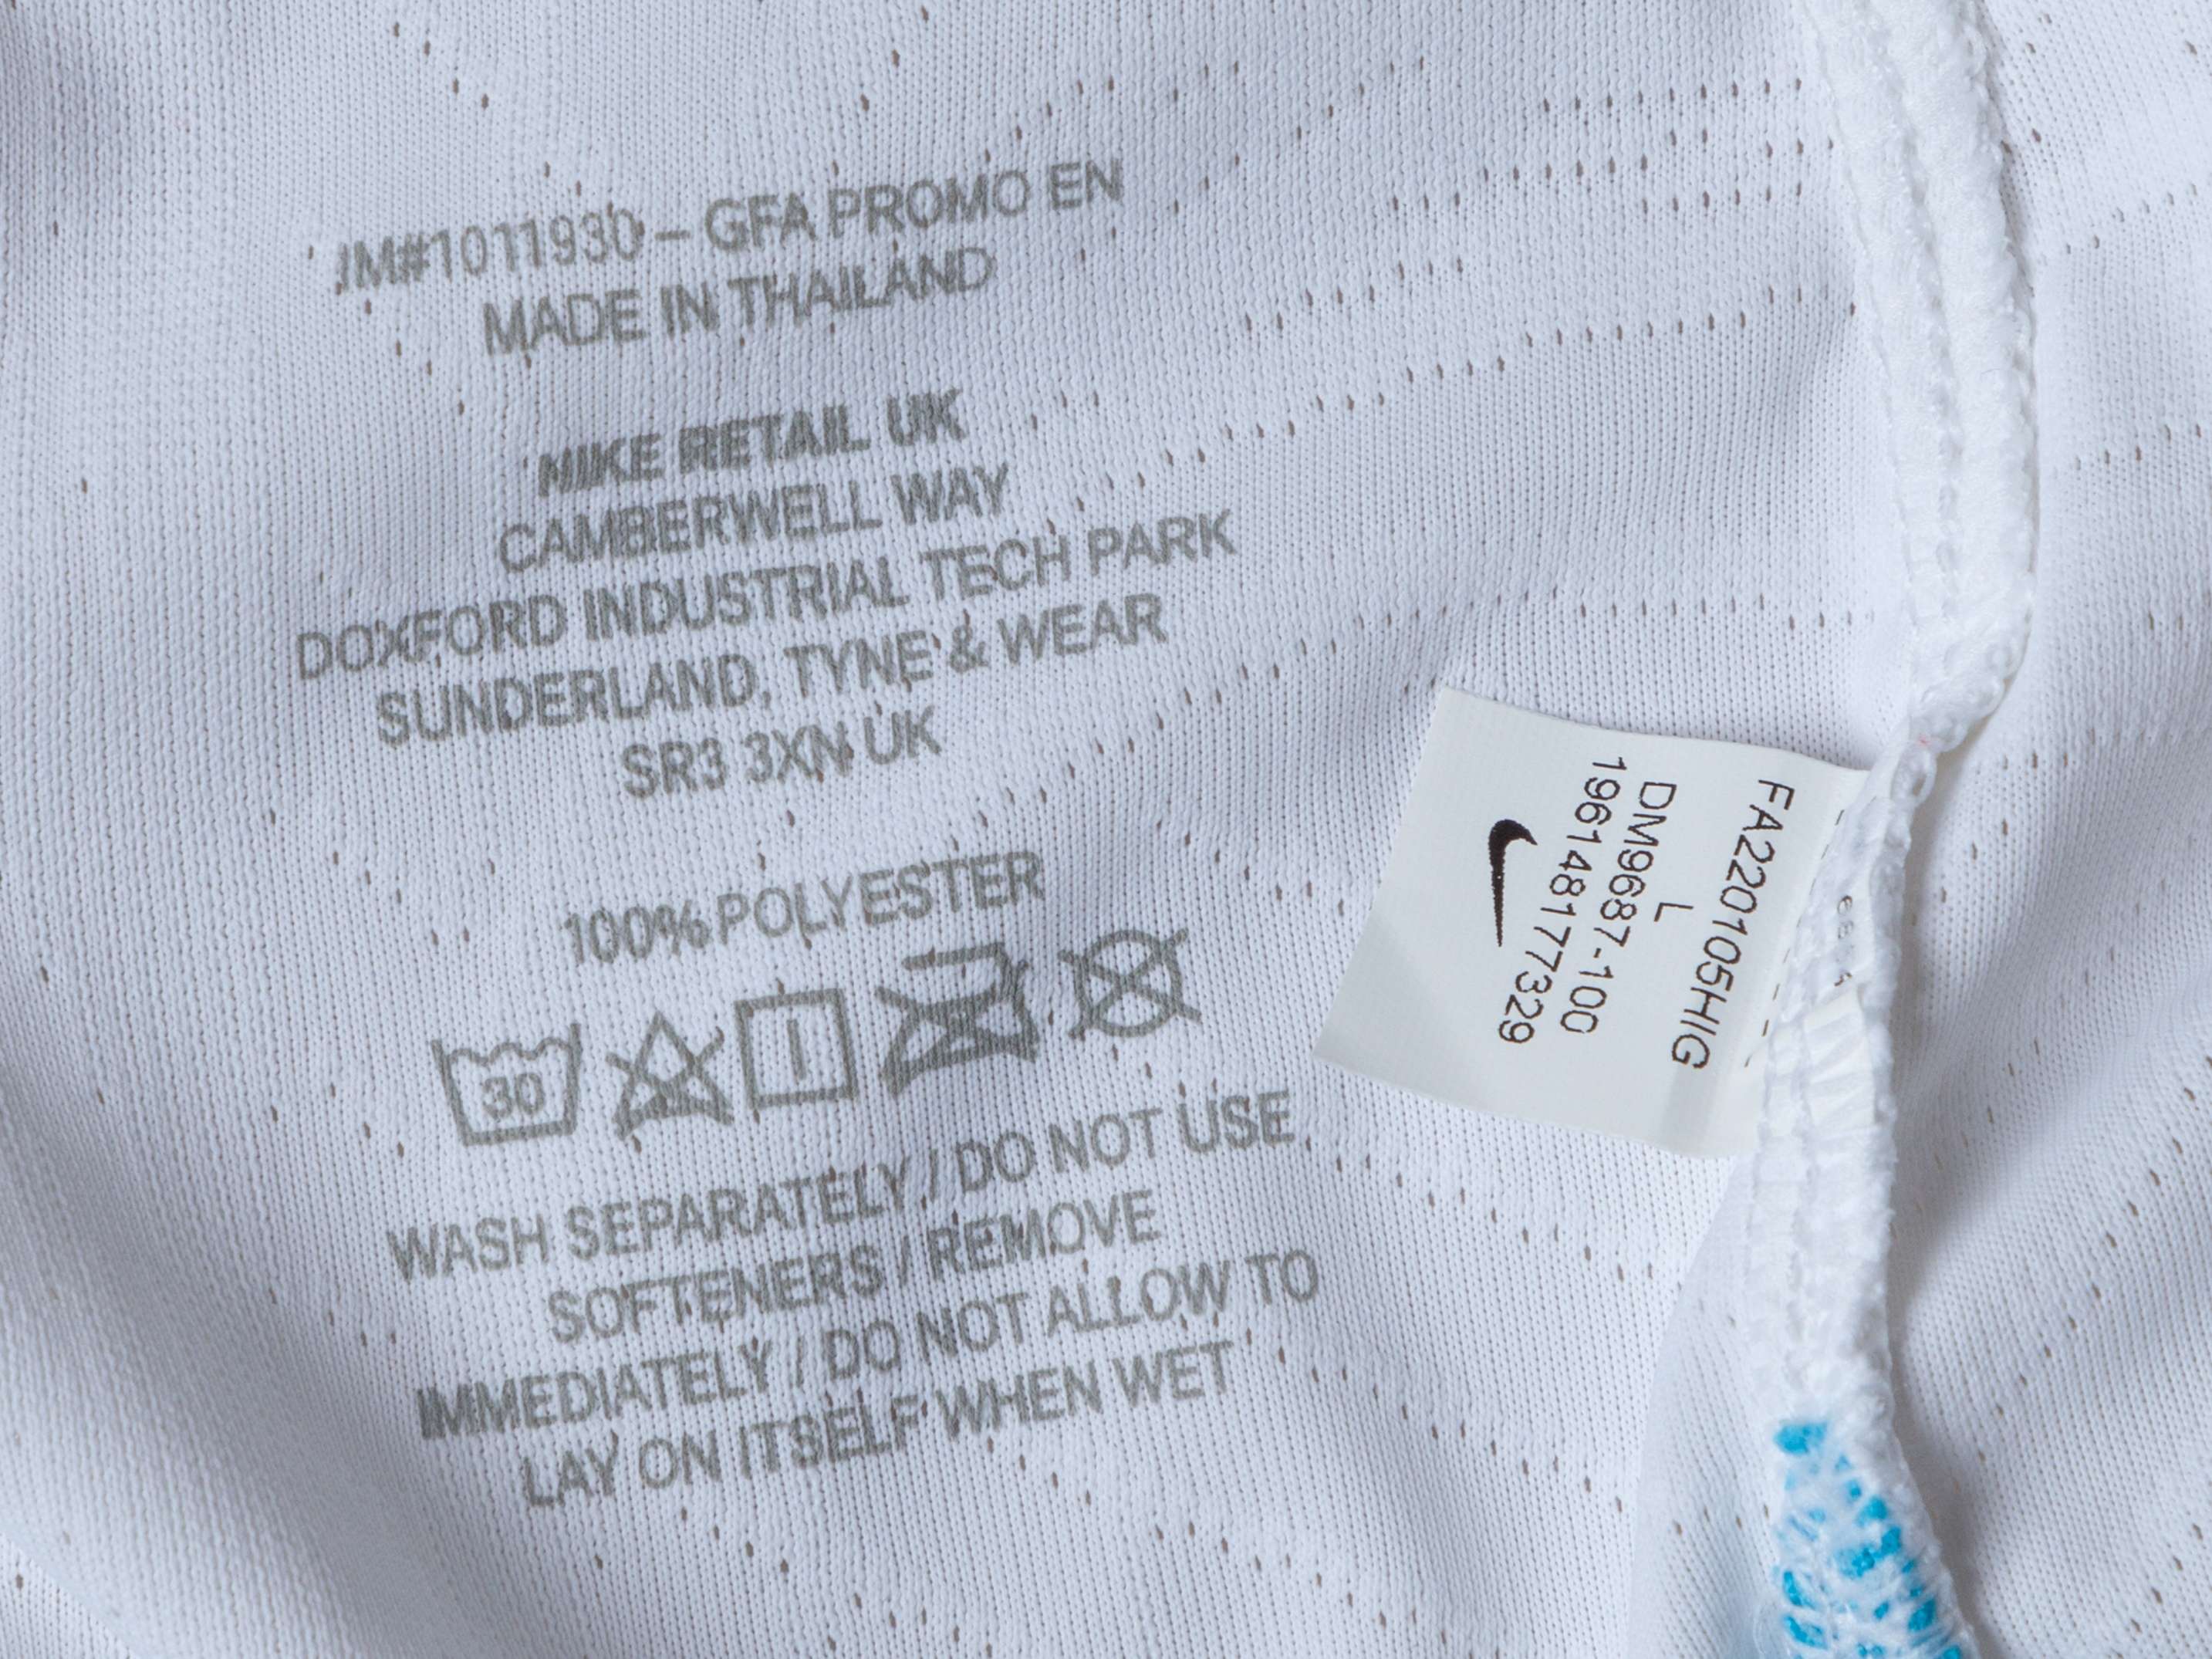 IM#1011930 – GFA PROMO EN
MADE IN THAILAND
NIKE RETAIL UK
CAMBERWELL WAY
DOXFORD INDUSTRIAL TECH PARK
SUNDERLAND, TYNE & WEAR
SR3 3XN UK
100% POLYESTER
30
WASH SEPARATELY / DO NOT USE
SOFTENERS / REMOVE
IMMEDIATELY / DO NOT ALLOW TO
LAY ON ITSELF WHEN WET
FA220105HIG
L
DM9687-100
196148177329